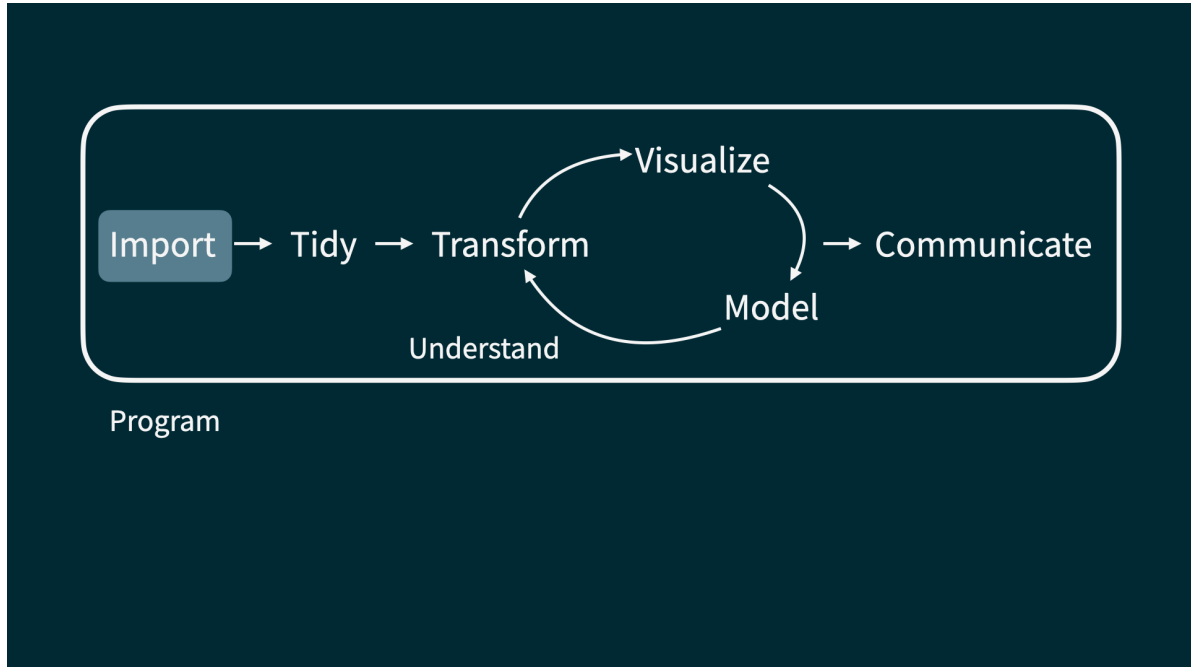 Visualize
Import Tidy Transform Communicate
Model
Understand
Program